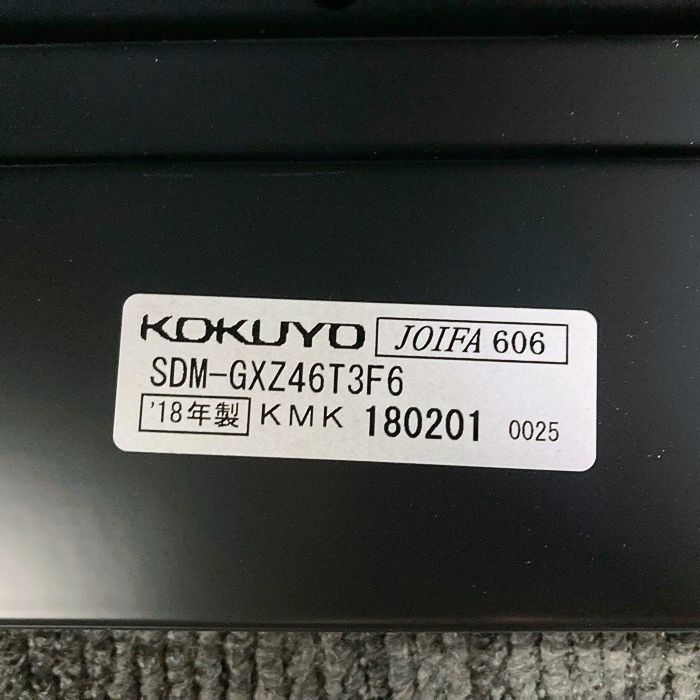 KOKUYO JOIFA 606
SDM-GXZ46T3F6
'18年製 KMK 180201 0025